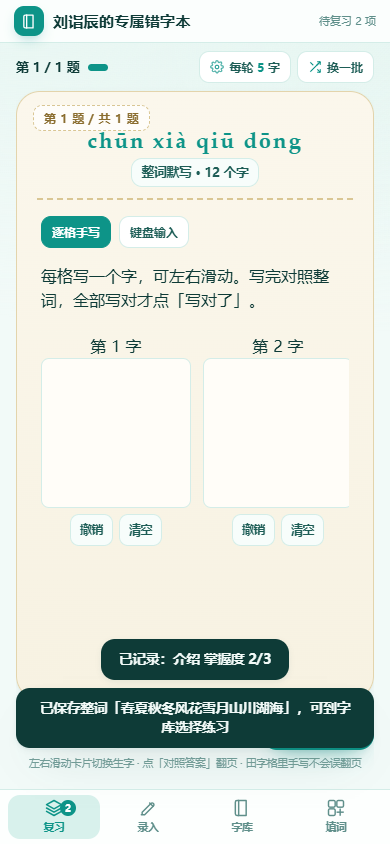 刘诣辰的专属错字本
待复习 2 项
第 1 / 1 题
每轮 5 字
换一批
第 1 题 / 共 1 题
chūn xià qiū dōng
整词默写 • 12 个字
逐格手写
键盘输入
每格写一个字，可左右滑动。写完对照整
词，全部写对才点「写对了」。
第 1 字
第 2 字
撤销
清空
撤销
清空
已记录：介绍 掌握度 2/3
已保存整词「春夏秋冬风花雪月山川湖海」，可到字
库选择练习
左右滑动卡片切换生字 · 点「对照答案」翻页 · 田字格里手写不会误翻页
2
复习
录入
字库
填词